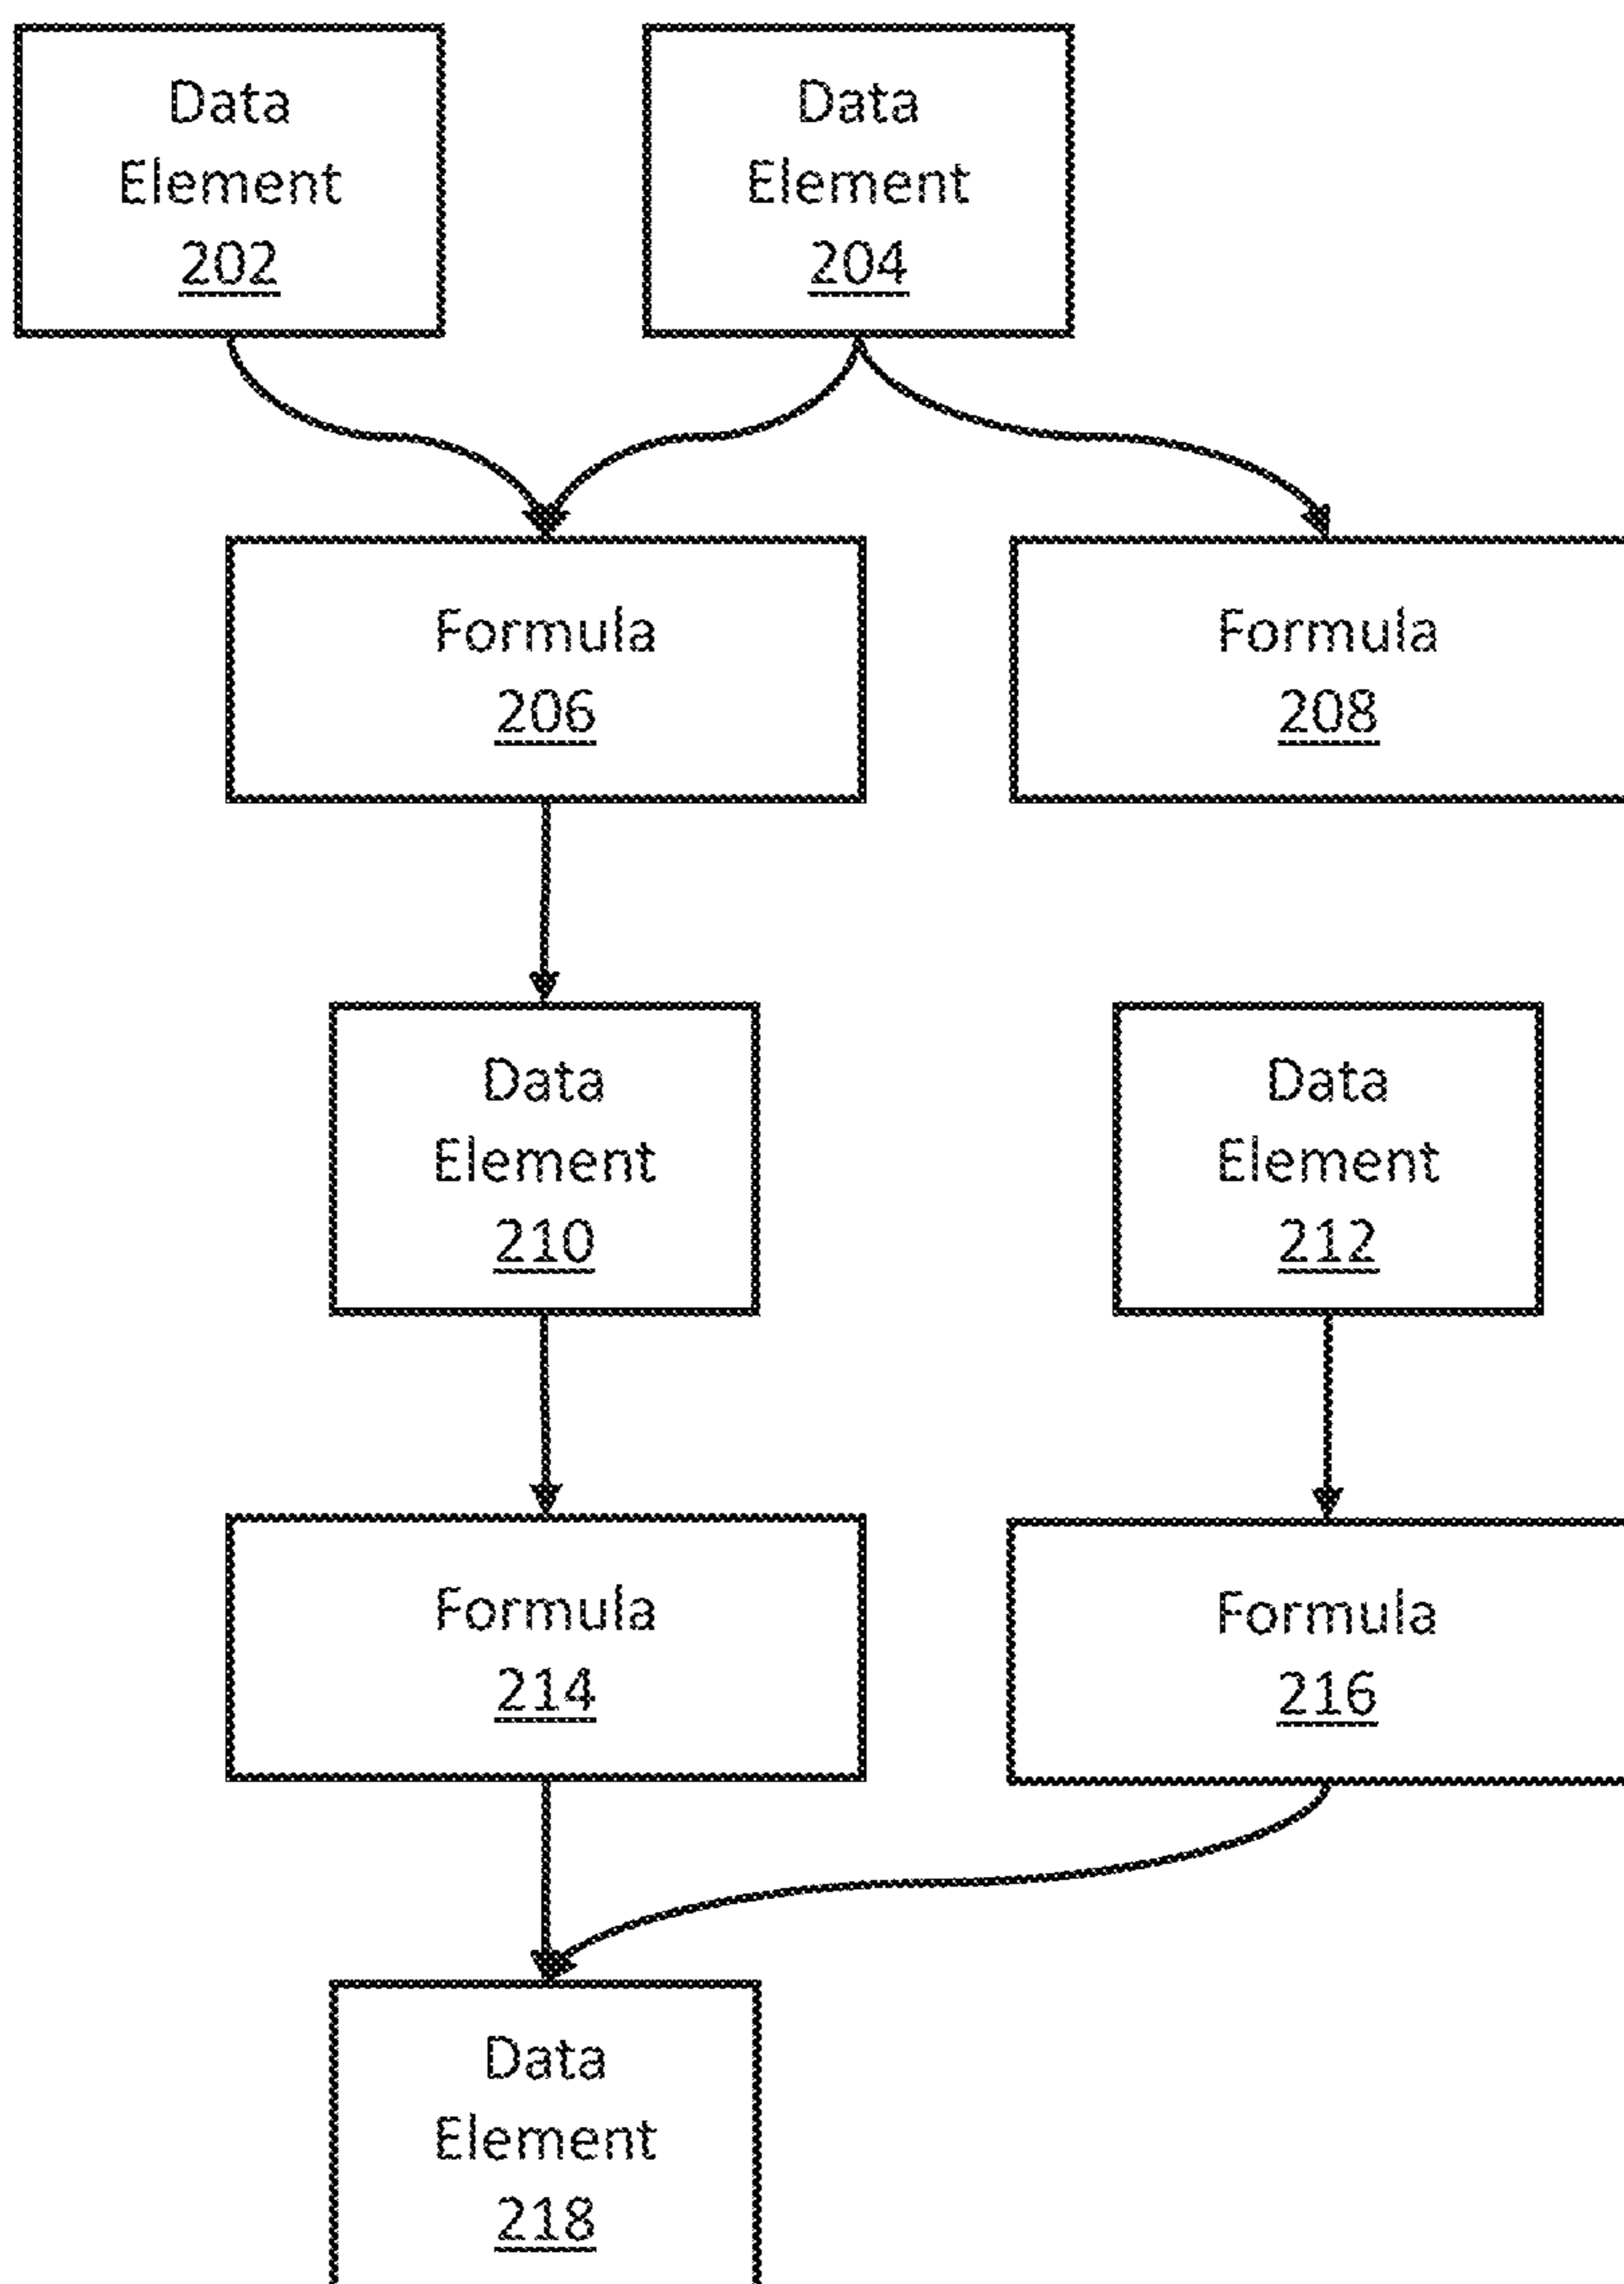 Data
Element
202
Data
Element
204
Formula
206
Formula
208
Data
Element
210
Data
Element
212
Formula
214
Formula
216
Data
Element
218